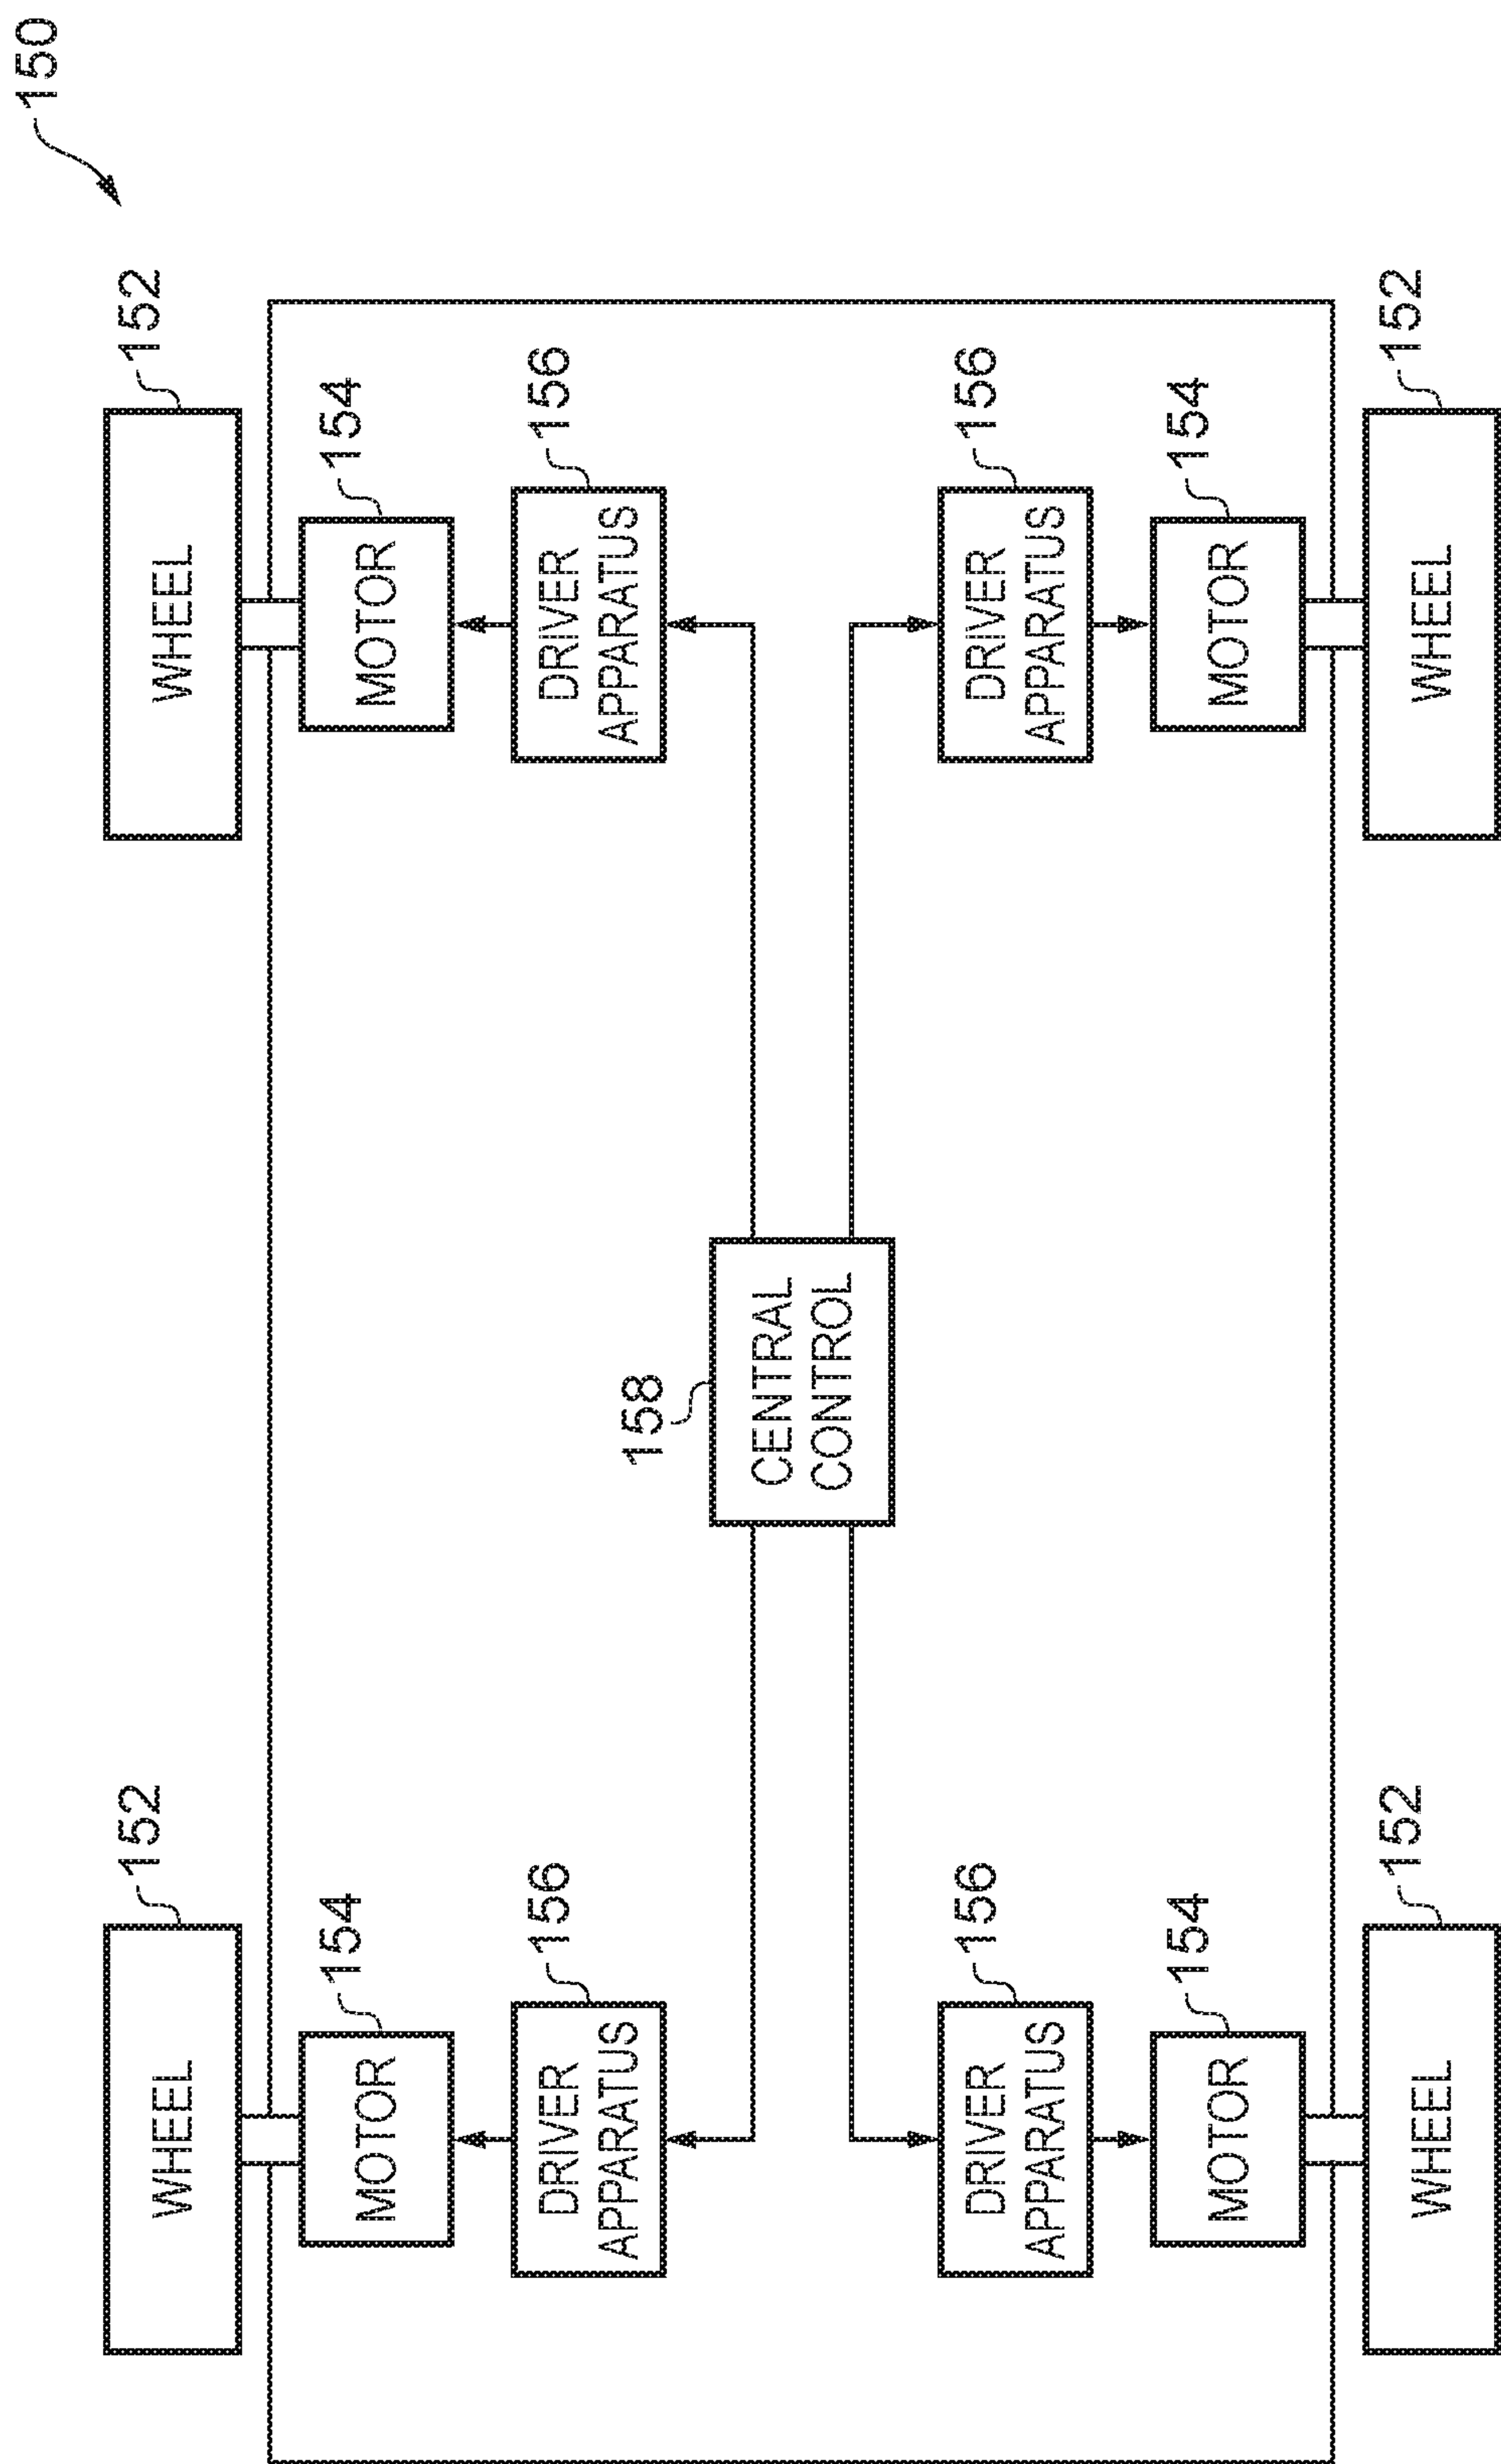 150
152
152
WHEEL
WHEEL
154
154
MOTOR
MOTOR
156
156
DRIVER
APPARATUS
DRIVER
APPARATUS
158
CENTRAL
CONTROL
156
156
DRIVER
APPARATUS
DRIVER
APPARATUS
154
154
MOTOR
MOTOR
152
152
WHEEL
WHEEL